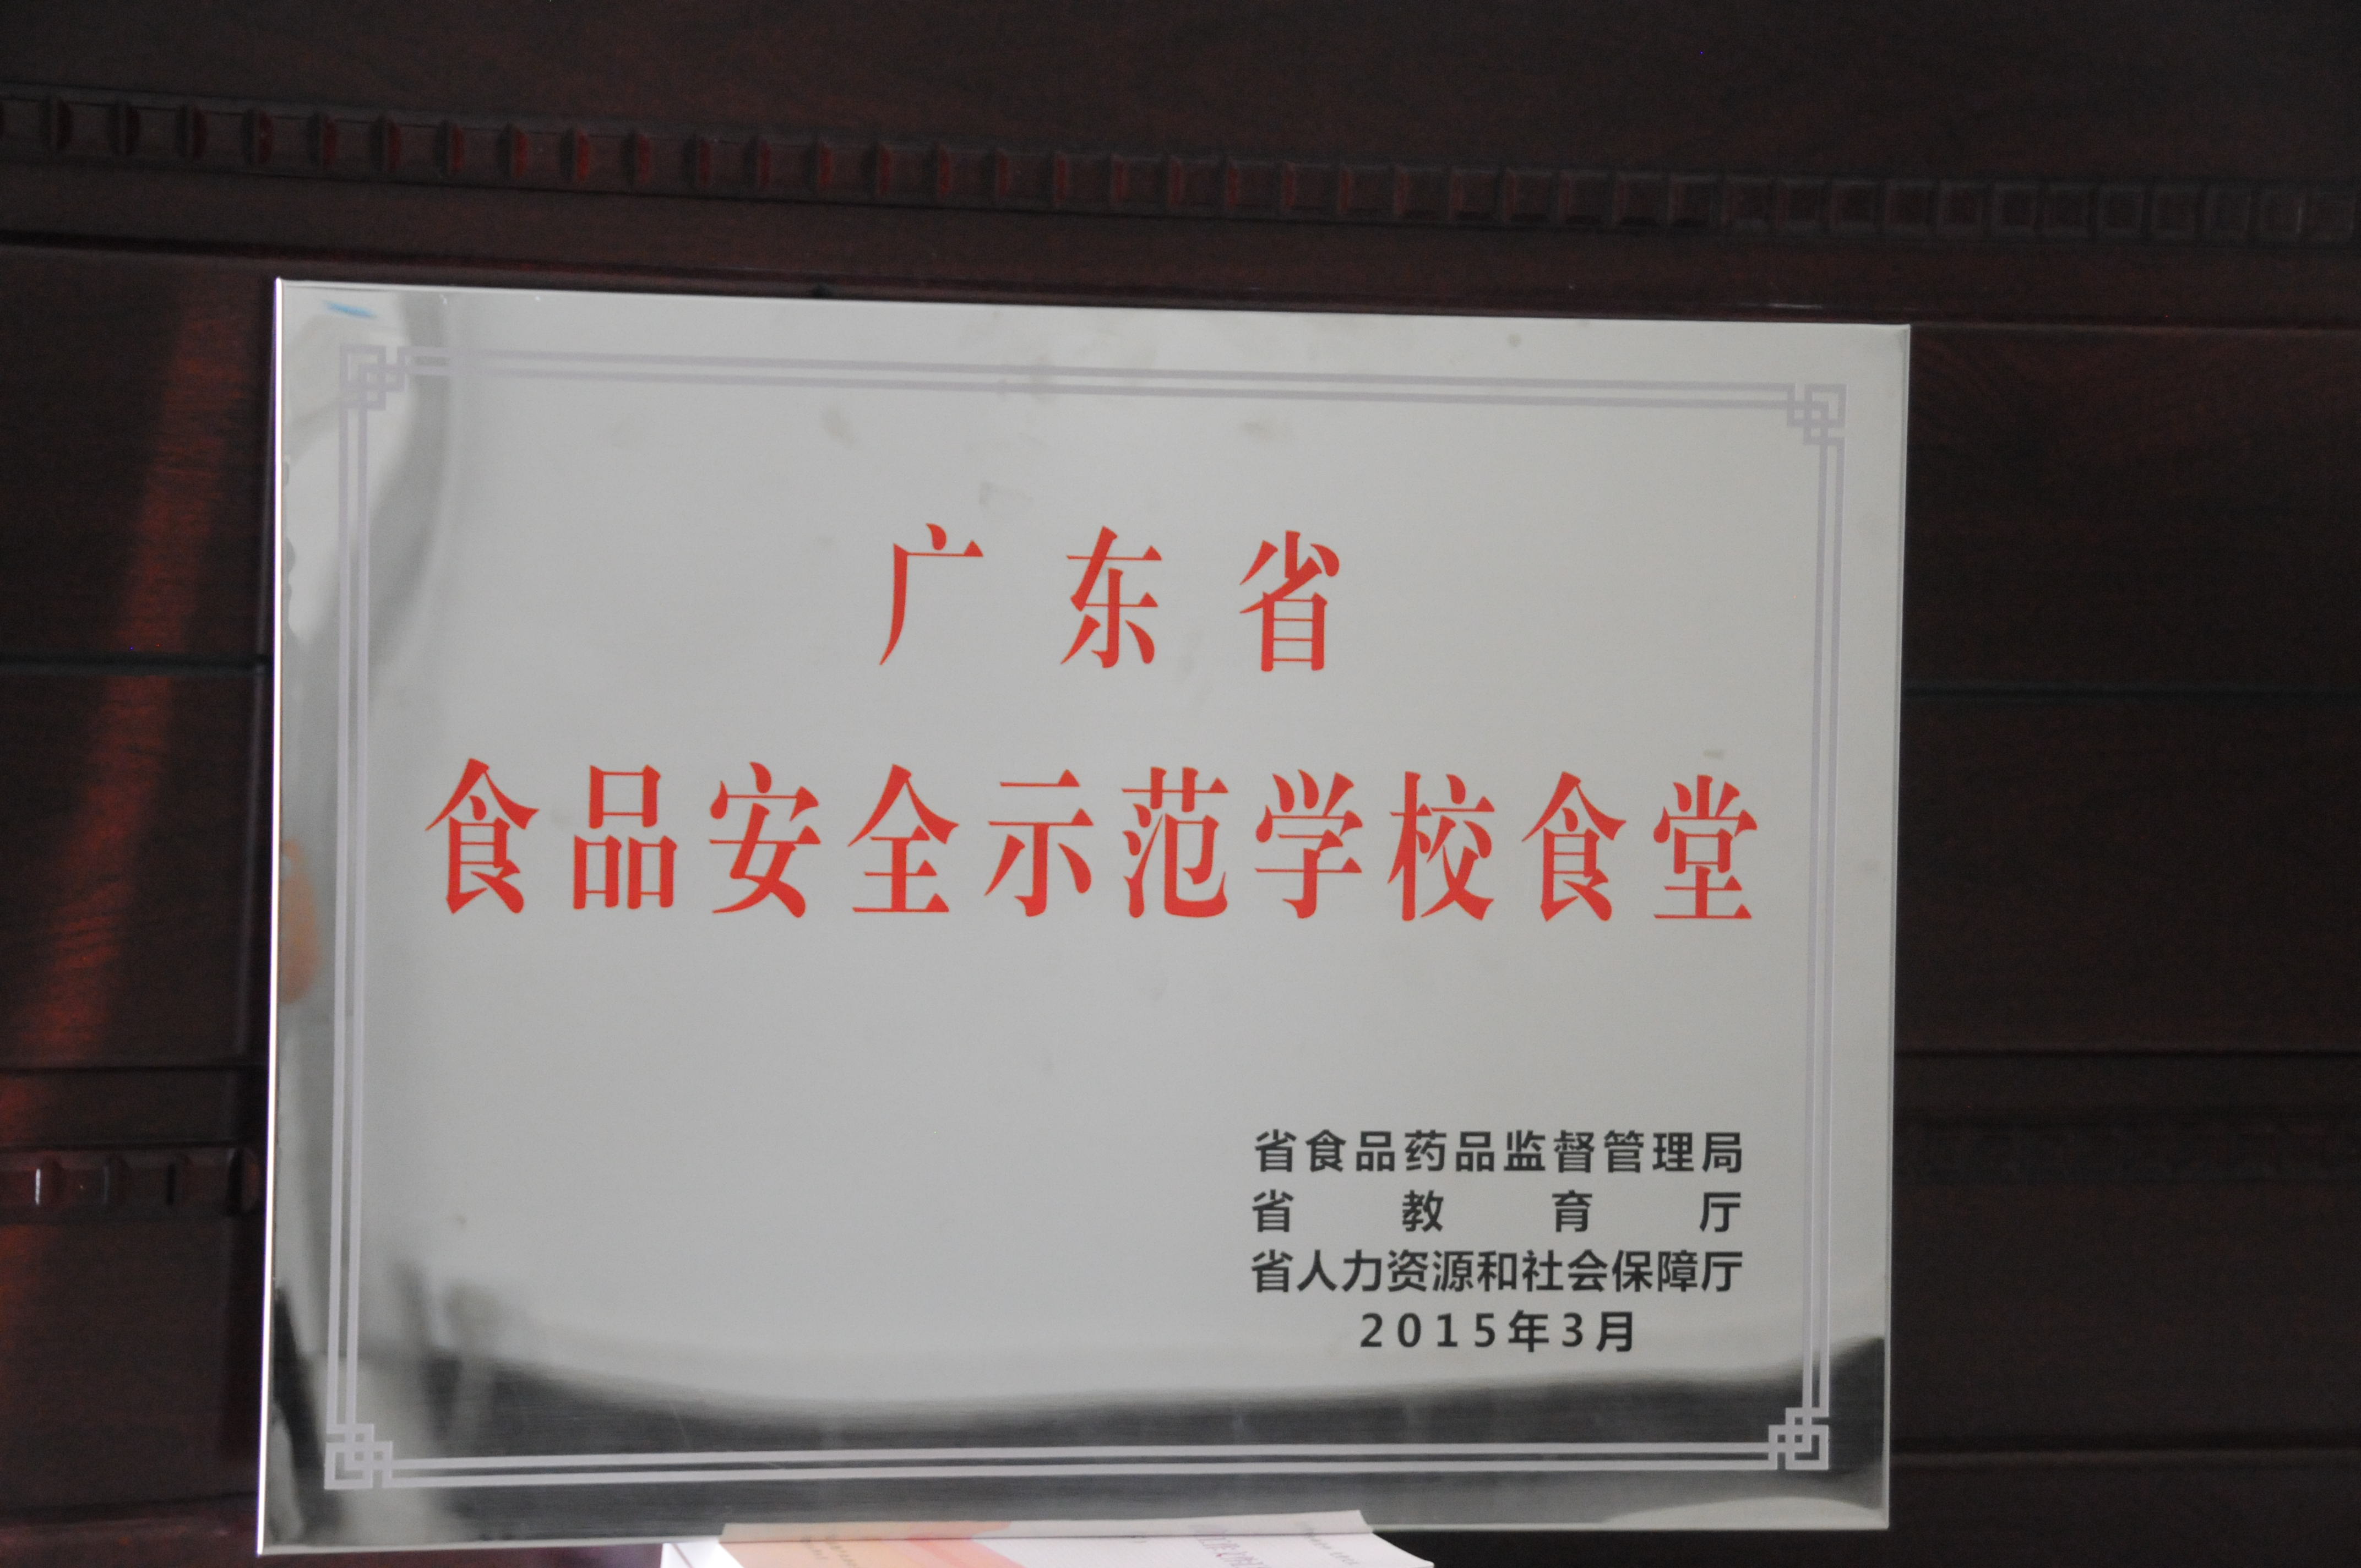 广东省
食品安全示范学校食堂
省食品药品监督管理局
省教育厅
省人力资源和社会保障厅
2015年3月